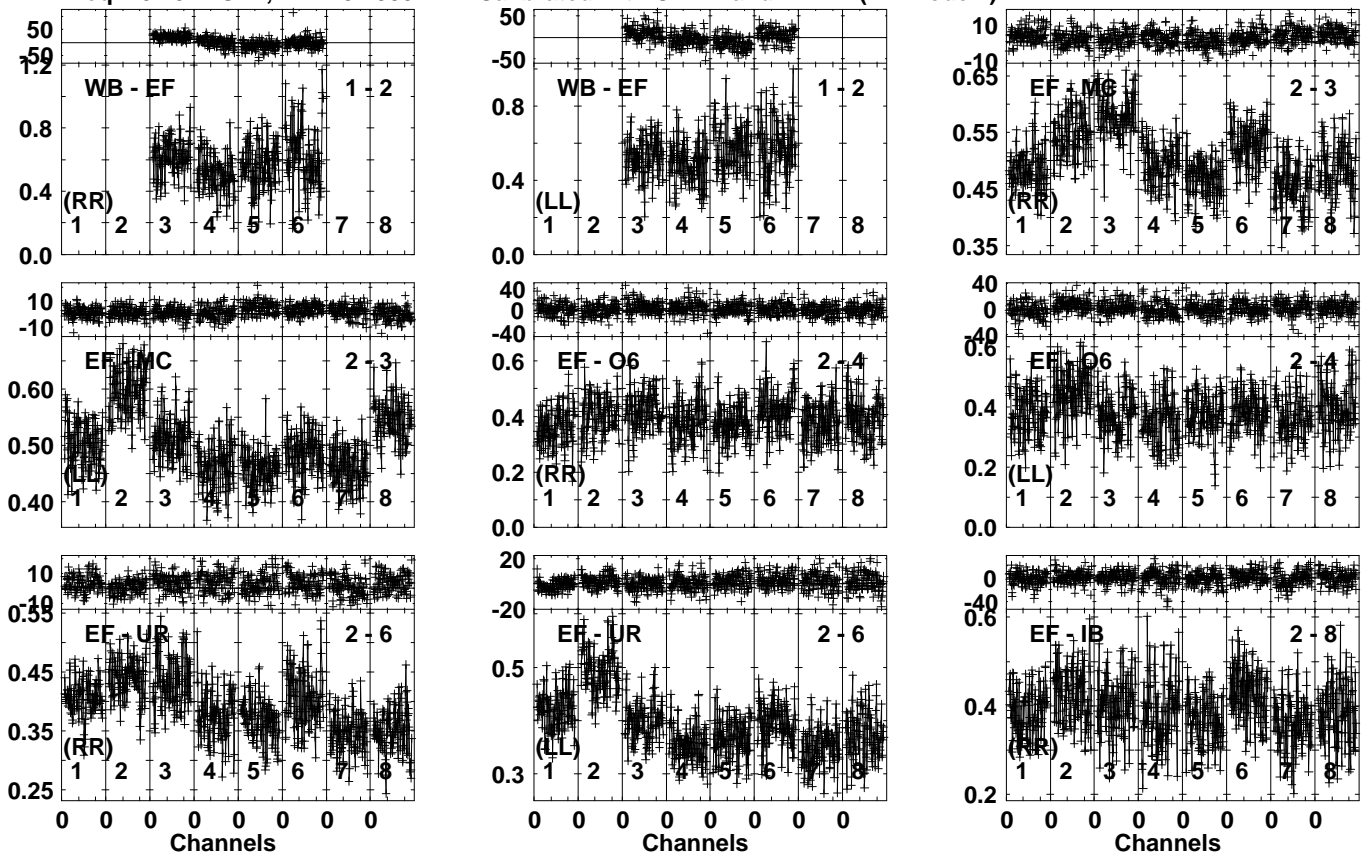 50
-50
1.2
WB - EF 1 - 2
0.8
0.4
(RR)
1 2 3 4 5 6 7 8
0.0
50
-50
WB - EF 1 - 2
0.8
0.4
(LL)
1 2 3 4 5 6 7 8
0.0
10
-10
0.65
EF - MC 2 - 3
0.55
0.45
(RR)
1 2 3 4 5 6 7 8
0.35
10
-10
EF - MC 2 - 3
0.60
0.50
(LL)
0.40
1 2 3 4 5 6 7 8
40
0
-40
EF - O6 2 - 4
0.6
0.4
0.2
(RR)
1 2 3 4 5 6 7 8
0.0
40
0
-40
0.6
EF - O6 2 - 4
0.4
0.2
(LL)
1 2 3 4 5 6 7 8
0.0
10
-10
0.55
EF - UR 2 - 6
0.45
0.35
(RR)
1 2 3 4 5 6 7 8
0.25
0 0 0 0 0 0 0 0
Channels
20
-20
EF - UR 2 - 6
0.5
(LL)
0.3
1 2 3 4 5 6 7 8
0 0 0 0 0 0 0 0
Channels
0
-40
0.6
EF - IB 2 - 8
0.4
(RR)
1 2 3 4 5 6 7 8
0.2
0 0 0 0 0 0 0
Channels